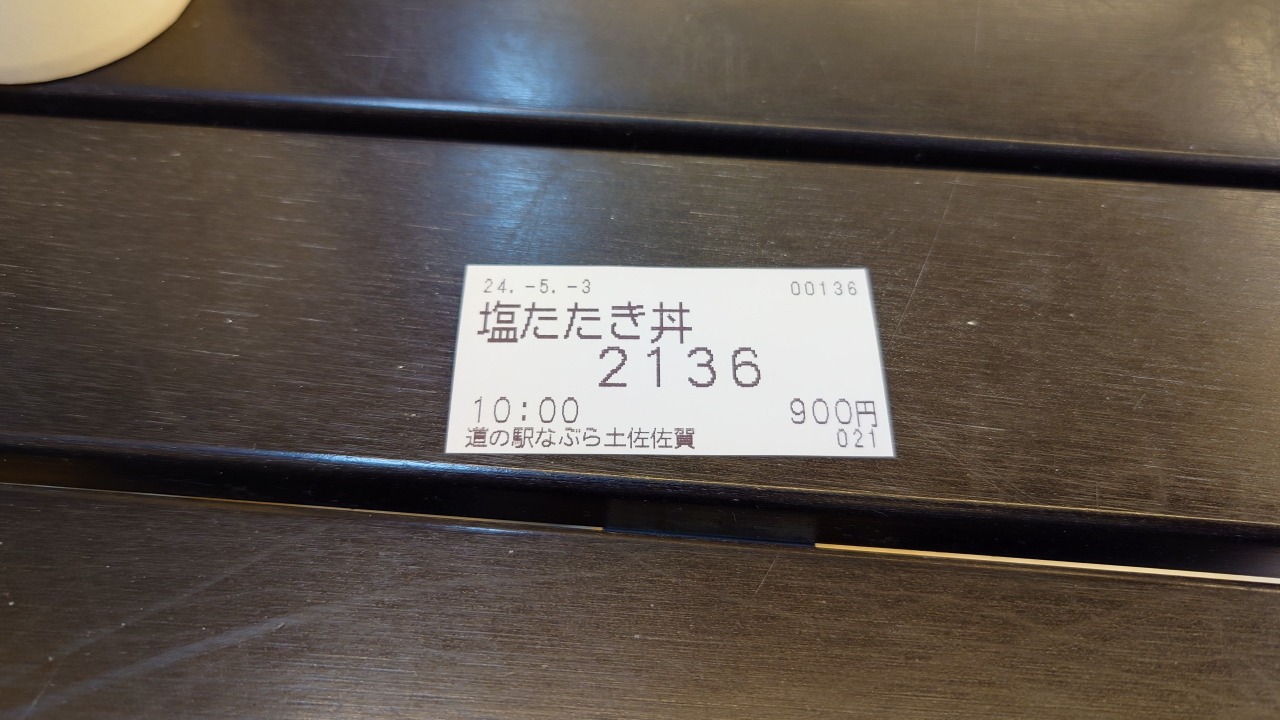 24.-5.-3 00136
塩たたき丼
2136
10:00 900円
道の駅なぶら土佐佐賀 021